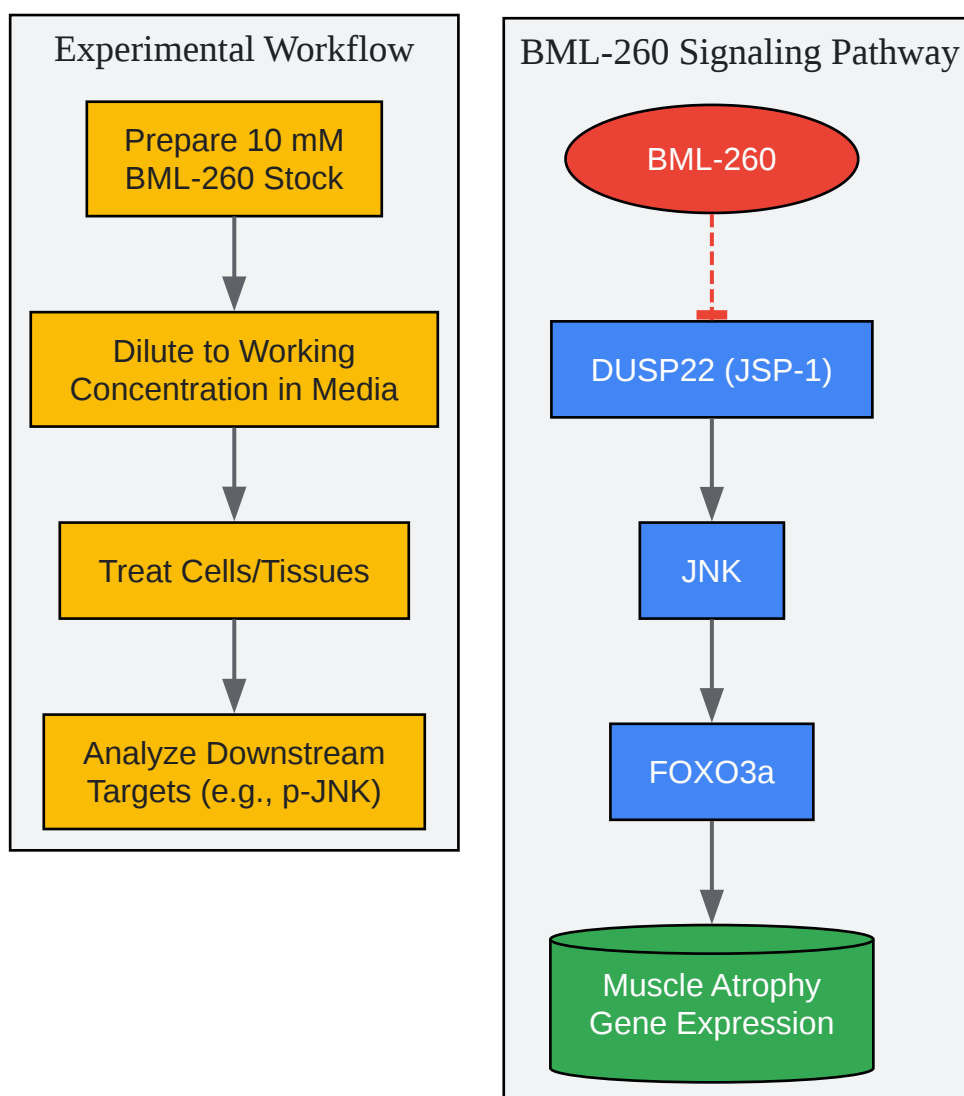 Experimental Workflow
Prepare 10 mM
BML-260 Stock
Dilute to Working
Concentration in Media
Treat Cells/Tissues
Analyze Downstream
Targets (e.g., p-JNK)
BML-260 Signaling Pathway
BML-260
DUSP22 (JSP-1)
JNK
FOXO3a
Muscle Atrophy
Gene Expression